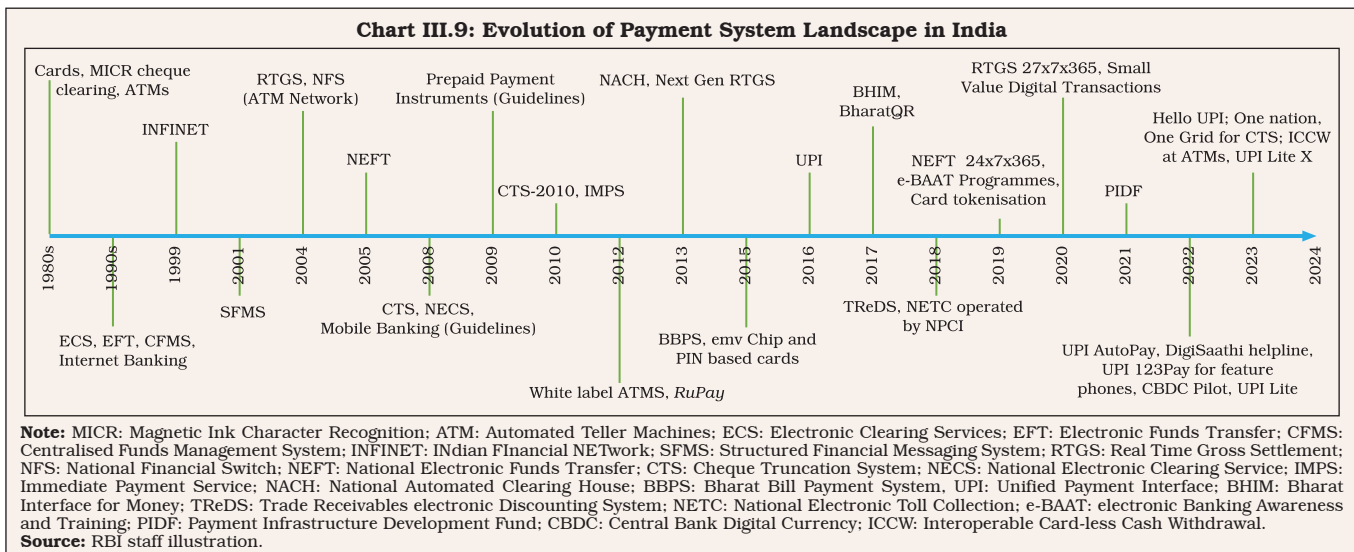 Chart III.9: Evolution of Payment System Landscape in India
Cards, MICR cheque
clearing, ATMs
INFINET
RTGS, NFS
(ATM Network)
NEFT
Prepaid Payment
Instruments (Guidelines)
CTS-2010, IMPS
NACH, Next Gen RTGS
UPI
BHIM,
BharatQR
NEFT 24x7x365,
e-BAAT Programmes,
Card tokenisation
RTGS 27x7x365, Small
Value Digital Transactions
PIDF
Hello UPI; One nation,
One Grid for CTS; ICCW
at ATMs, UPI Lite X
1980s
1990s
1999
2001
2004
2005
2008
2009
2010
2012
2013
2015
2016
2017
2018
2019
2020
2021
2022
2023
2024
ECS, EFT, CFMS,
Internet Banking
SFMS
CTS, NECS,
Mobile Banking (Guidelines)
White label ATMS, RuPay
BBPS, emv Chip and
PIN based cards
TReDS, NETC operated
by NPCI
UPI AutoPay, DigiSaathi helpline,
UPI 123Pay for feature
phones, CBDC Pilot, UPI Lite
Note: MICR: Magnetic Ink Character Recognition; ATM: Automated Teller Machines; ECS: Electronic Clearing Services; EFT: Electronic Funds Transfer; CFMS:
Centralised Funds Management System; INFINET: INdian FInancial NETwork; SFMS: Structured Financial Messaging System; RTGS: Real Time Gross Settlement;
NFS: National Financial Switch; NEFT: National Electronic Funds Transfer; CTS: Cheque Truncation System; NECS: National Electronic Clearing Service; IMPS:
Immediate Payment Service; NACH: National Automated Clearing House; BBPS: Bharat Bill Payment System, UPI: Unified Payment Interface; BHIM: Bharat
Interface for Money; TReDS: Trade Receivables electronic Discounting System; NETC: National Electronic Toll Collection; e-BAAT: electronic Banking Awareness
and Training; PIDF: Payment Infrastructure Development Fund; CBDC: Central Bank Digital Currency; ICCW: Interoperable Card-less Cash Withdrawal.
Source: RBI staff illustration.